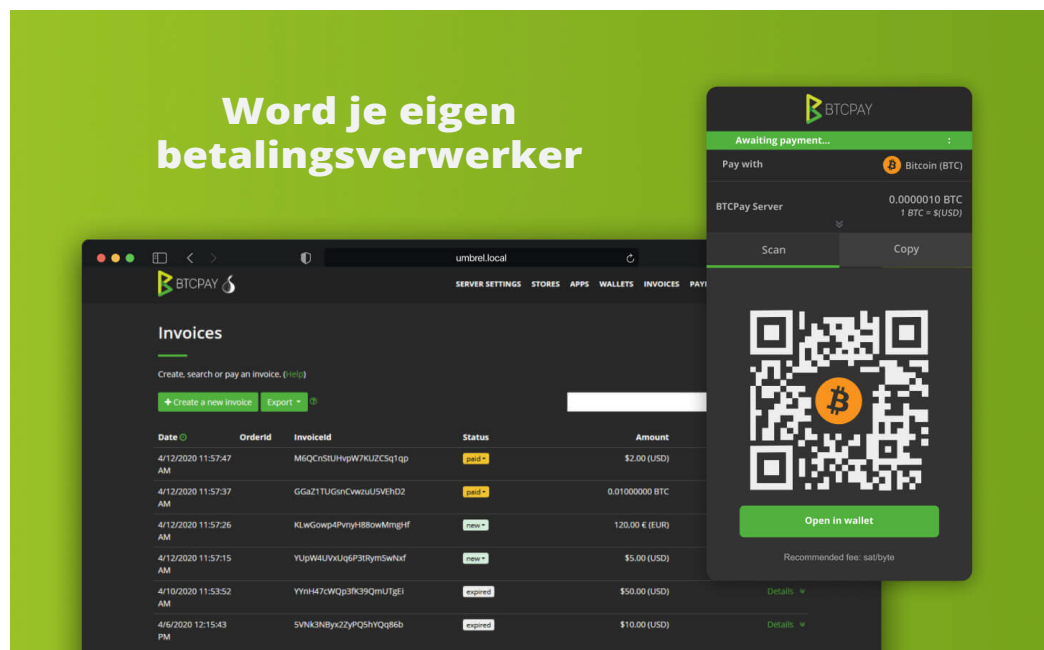 Word je eigen
betalingsverwerker
umbrel.local
BTCPAY
SERVER SETTINGS STORES APPS WALLETS INVOICES
Invoices
Create, search or pay an invoice. (Help)
+ Create a new invoice Export
Date OrderId InvoiceId Status Amount
4/12/2020 11:57:47 M6QCnStUHvpW7KUZCSq1qp paid $2.00 (USD)
AM
4/12/2020 11:57:37 GGaZ1TUGsnCvwzuU5VEhD2 paid 0.01000000 BTC
AM
4/12/2020 11:57:26 KLwGowp4PvnyH88owMmgHf new 120,00 € (EUR)
AM
4/12/2020 11:57:15 YUpW4UVxUq6P3tRymSwNxf new $5.00 (USD)
AM
4/10/2020 11:53:52 YYnH47cWQp3fK39QmUTgEi expired $50.00 (USD) Details
AM
4/6/2020 12:15:43 5VNk3NByx2ZyPQ5hYQq86b expired $10.00 (USD) Details
PM
BTCPAY
Awaiting payment... :
Pay with Bitcoin (BTC)
BTCPay Server 0.0000010 BTC
1 BTC = $(USD)
Scan Copy
Open in wallet
Recommended fee: sat/byte